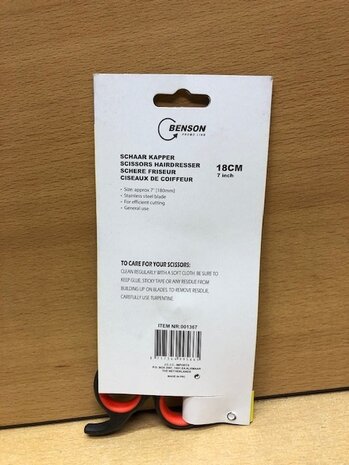 BENSON
PROMO LINE
SCHAAR KAPPER
SCISSORS HAIRDRESSER
SCHERE FRISEUR
CISEAUX DE COIFFEUR
18CM
7 inch
• Size: approx 7" (180mm)
• Stainless steel blade
• For efficient cutting
• General use
TO CARE FOR YOUR SCISSORS:
CLEAN REGULARLY WITH A SOFT CLOTH. BE SURE TO
KEEP GLUE, STICKY TAPE OR ANY RESIDUE FROM
BUILDING UP ON BLADES. TO REMOVE RESIDUE,
CAREFULLY USE TURPENTINE.
ITEM NR:001367
THE NETHERLANDS
MADE IN PRC